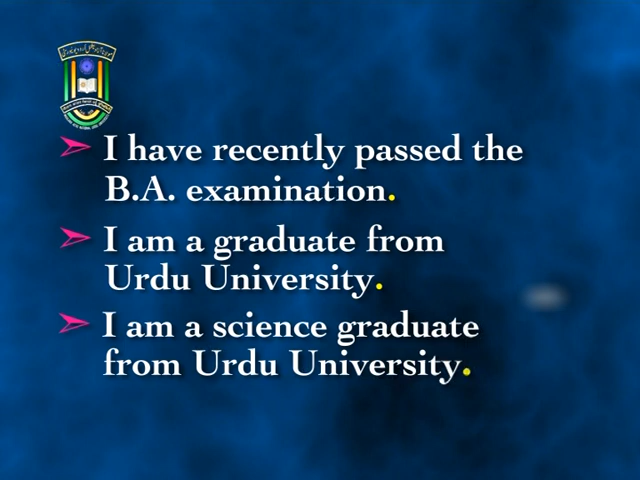 I have recently passed the
B.A. examination.
I am a graduate from
Urdu University.
I am a science graduate
from Urdu University.